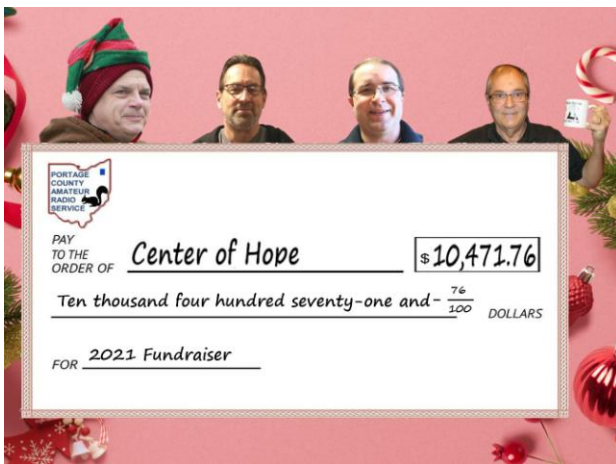 PORTAGE
COUNTY
AMATEUR
RADIO
SERVICE
PAY
TO THE
ORDER OF Center of Hope $10,471.76
Ten thousand four hundred seventy-one and- 76/100 DOLLARS
FOR 2021 Fundraiser